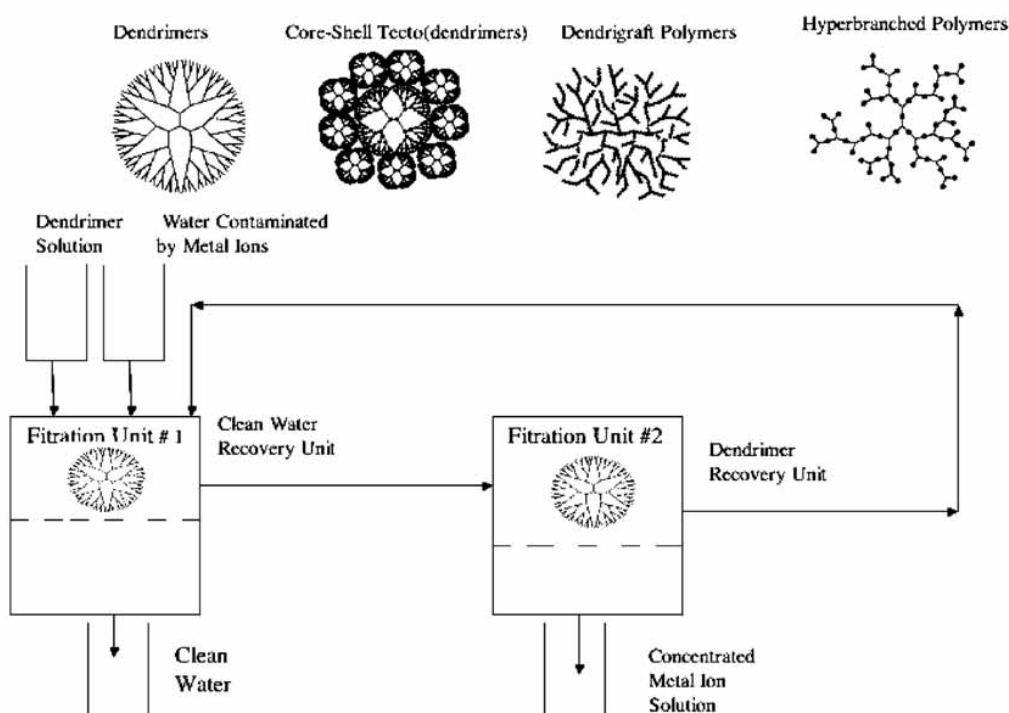 Dendrimers
Core-Shell Tecto(dendrimers)
Dendrigraft Polymers
Hyperbranched Polymers
Dendrimer
Solution
Water Contaminated
by Metal Ions
Fitration Unit # 1
Clean Water
Recovery Unit
Fitration Unit #2
Dendrimer
Recovery Unit
Clean
Water
Concentrated
Metal Ion
Solution